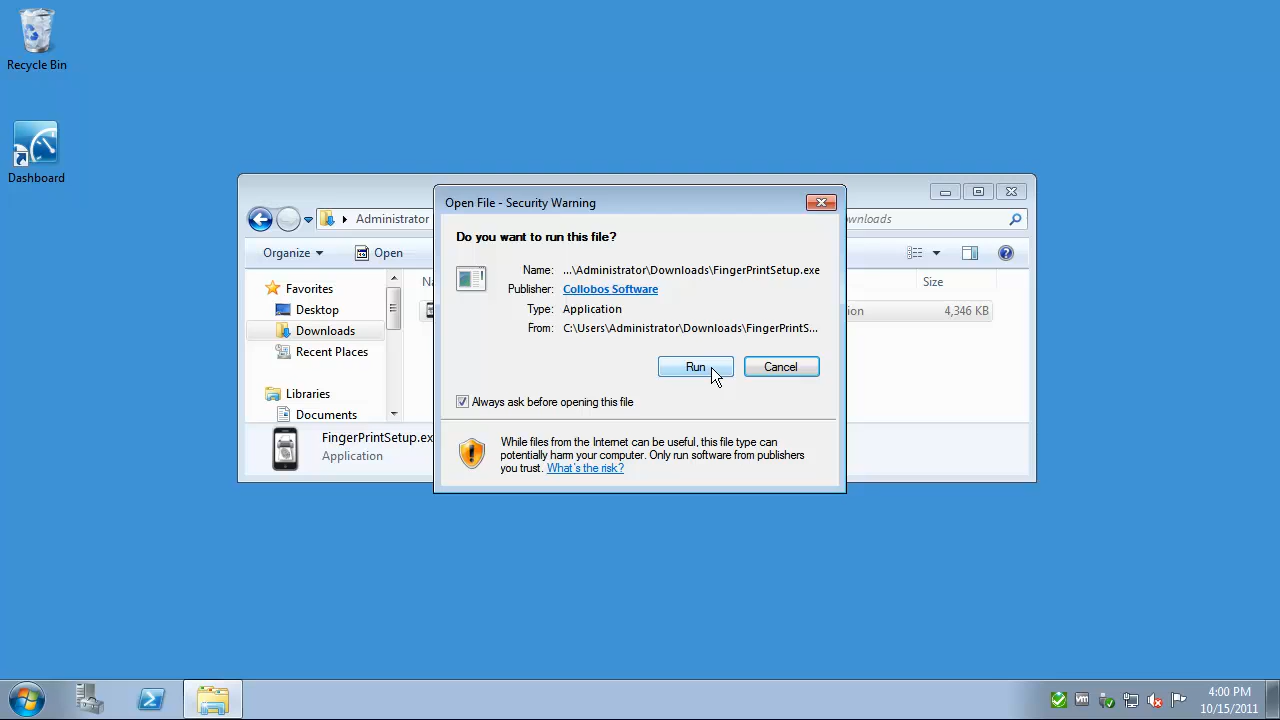 Recycle Bin
Dashboard
Administrator
ownloads
Organize
Open
Size
Favorites
Desktop
Downloads
Recent Places
Libraries
Documents
ion
4,346 KB
FingerPrintSetup.ex
Application
Open File - Security Warning
Do you want to run this file?
Name: ...\Administrator\Downloads\FingerPrintSetup.exe
Publisher: Collobos Software
Type: Application
From: C:\Users\Administrator\Downloads\FingerPrintS...
Run
Cancel
Always ask before opening this file
While files from the Internet can be useful, this file type can
potentially harm your computer. Only run software from publishers
you trust. What's the risk?
4:00 PM
10/15/2011